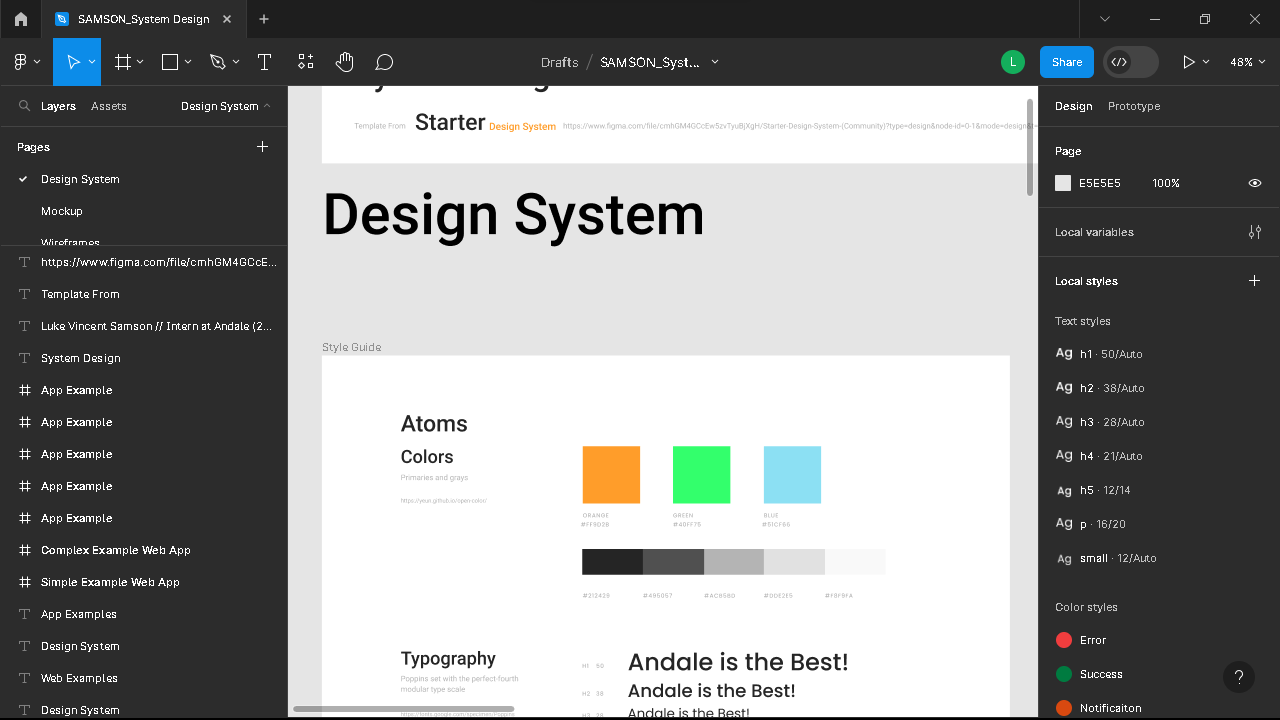 SAMSON_System Design
Drafts / SAMSON_Syst...
L
Share
48%
Layers
Assets
Design System
Design
Prototype
Pages
Design System
Mockup
Wireframes
https://www.figma.com/file/cmhGM4GCcE...
Template From
Luke Vincent Samson // Intern at Andale (2...
System Design
App Example
App Example
App Example
App Example
App Example
Complex Example Web App
Simple Example Web App
App Examples
Design System
Web Examples
Design System
Template From
Starter Design System
https://www.figma.com/file/cmhGM4GCcEw5zvTyuBjXgH/Starter-Design-System-(Community)?type=design&node-id=0-1&mode=design&t=
Design System
Style Guide
Atoms
Colors
Primaries and grays
https://yeun.github.io/open-color/
ORANGE
GREEN
BLUE
#40FF75
#51CF66
#212429
#495057
#DDE2E5
#F8F9FA
Typography
Poppins set with the perfect-fourth
modular type scale
https://fonts.google.com/specimen/Poppins
H1 50
Andale is the Best!
H2 38
Andale is the Best!
H3 28
Andale is the Best!
Page
E5E5E5
100%
Local variables
Local styles
Text styles
Ag h1 · 50/Auto
Ag h2 · 38/Auto
Ag h3 · 28/Auto
Ag h4 · 21/Auto
Ag h5 · 12/14
Ag p · 16/20
Ag small · 12/Auto
Color styles
Error
Success
Notificaiton
?